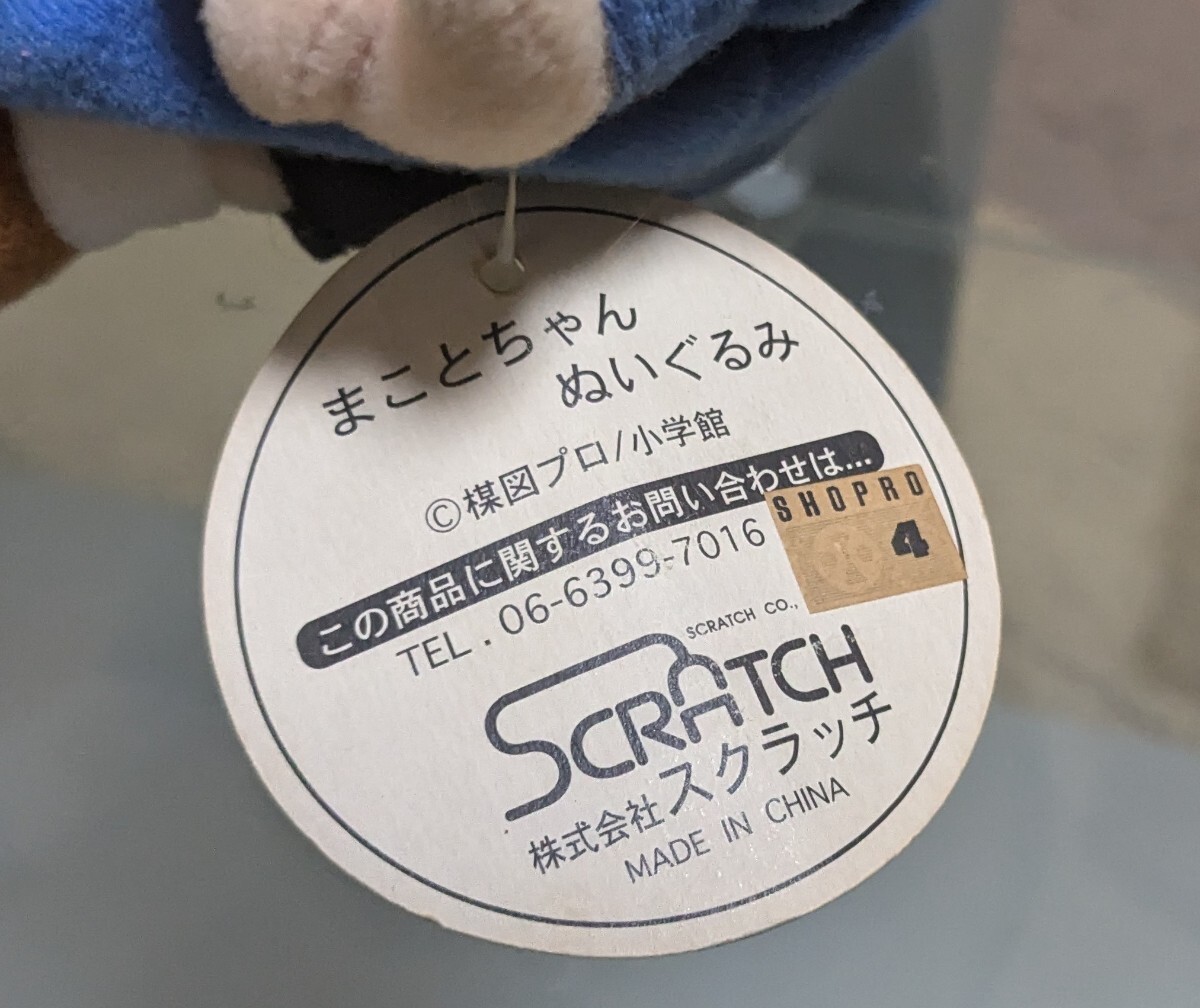 まことちゃん
ぬいぐるみ
©楳図プロ/小学館
この商品に関するお問い合わせは...
TEL. 06-6399-7016
SHOPRO
4
SCRATCH CO.,
SCRATCH
株式会社スクラッチ
MADE IN CHINA